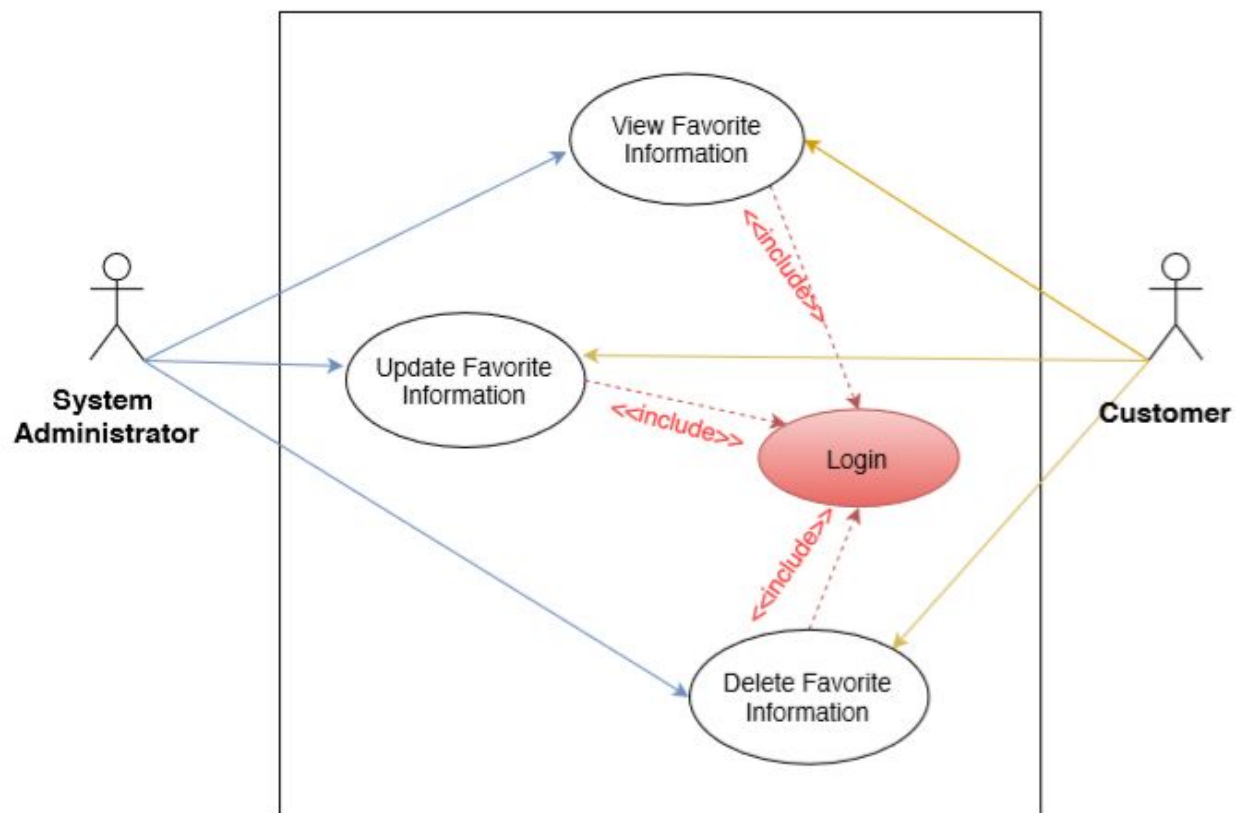 View Favorite
Information
<<include>>
System
Administrator
Update Favorite
Information
<<include>>
Login
Customer
<<include>>
Delete Favorite
Information